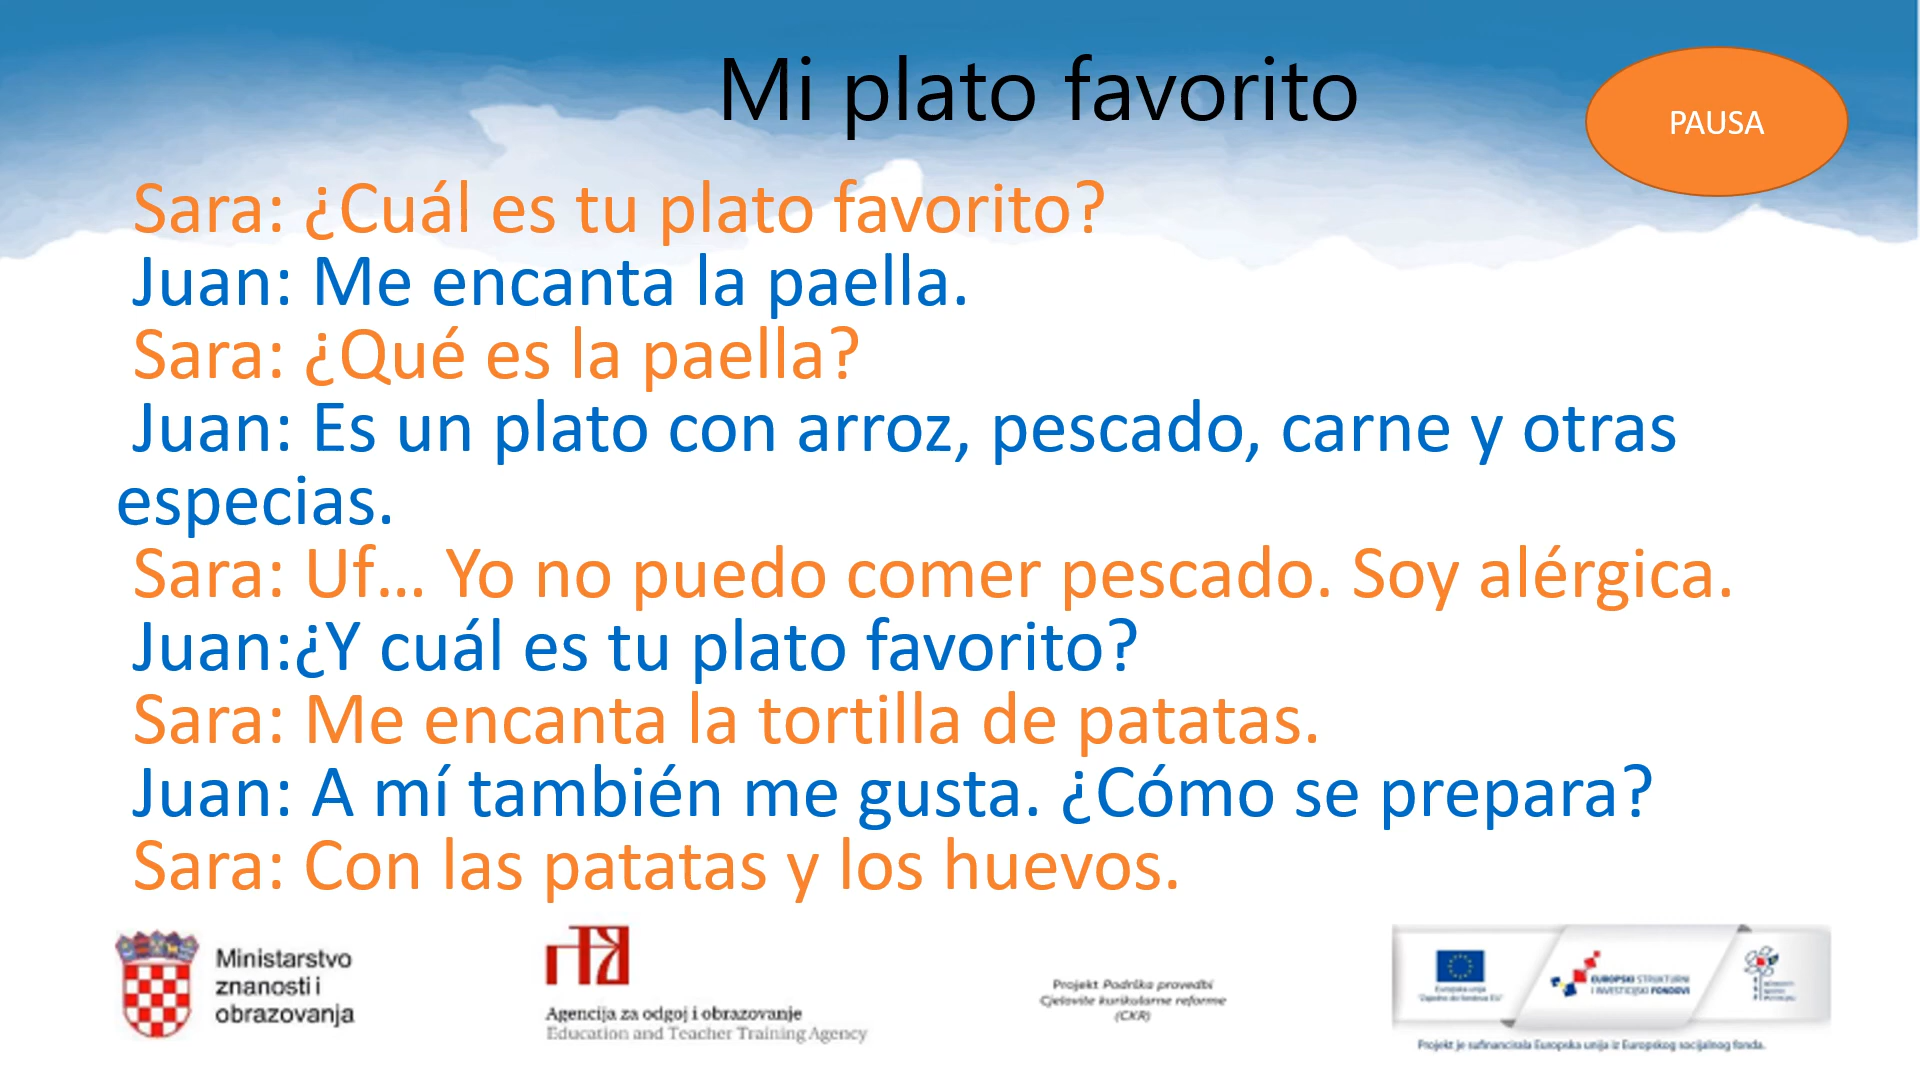 Mi plato favorito
PAUSA
Sara: ¿Cuál es tu plato favorito?
Juan: Me encanta la paella.
Sara: ¿Qué es la paella?
Juan: Es un plato con arroz, pescado, carne y otras
especias.
Sara: Uf... Yo no puedo comer pescado. Soy alérgica.
Juan:¿Y cuál es tu plato favorito?
Sara: Me encanta la tortilla de patatas.
Juan: A mí también me gusta. ¿Cómo se prepara?
Sara: Con las patatas y los huevos.
Ministarstvo
znanosti i
obrazovanja
Agencija za odgoj i obrazovanje
Education and Teacher Training Agency
Projekt Podrška provedbi
Cjelovite kurikularne reforme
(CKR)
EUROPSKI STRUKTURNI
I INVESTICIJSKI FONDOVI
Projekt je sufinancirala Europska unija iz Europskog socijalnog fonda.